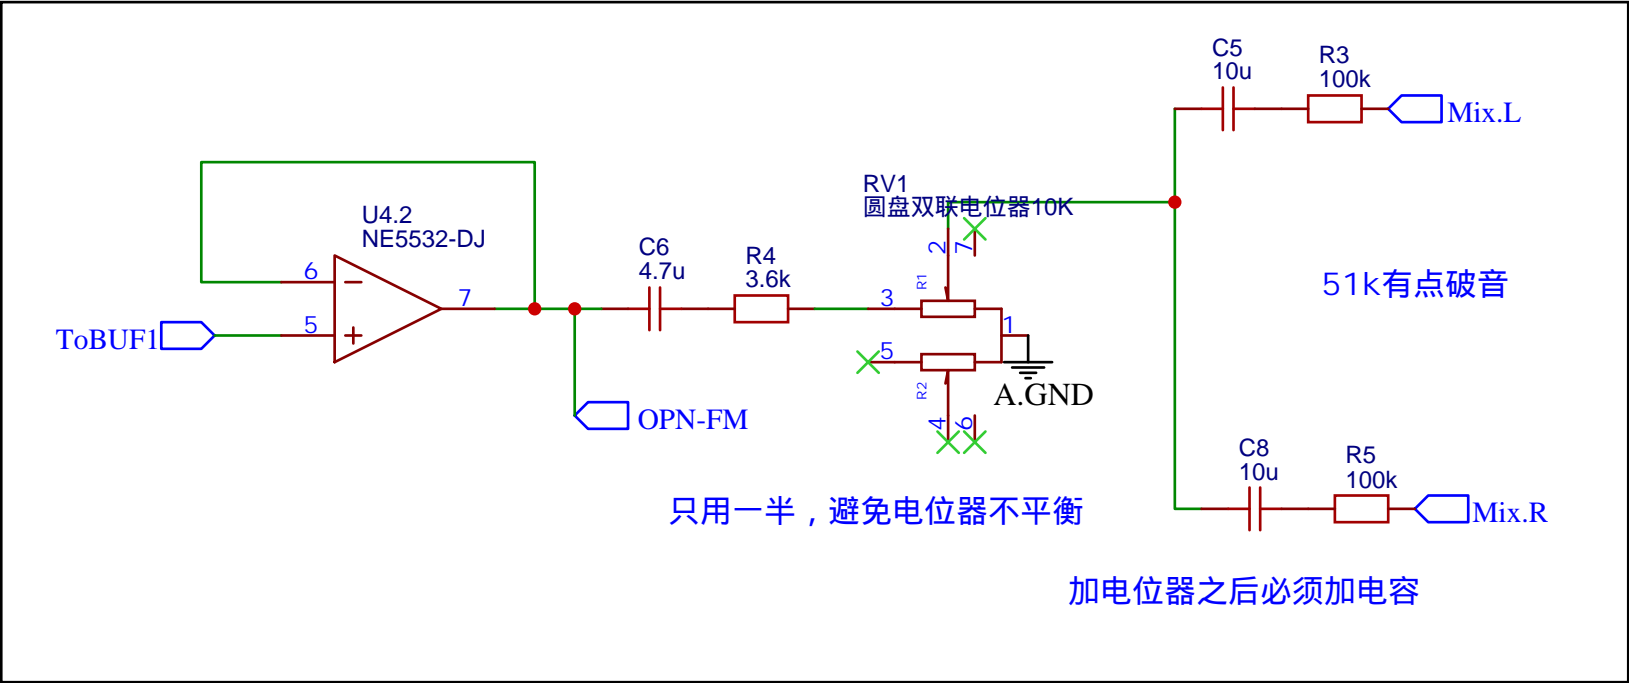 C5
10u
R3
100k
Mix.L
RV1
圆盘双联电位器10K
U4.2
NE5532-DJ
C6
4.7u
R4
3.6k
2
7
6
7
3
R1
1
51k有点破音
ToBUF1
5
5
R2
A.GND
OPN-FM
4
6
C8
10u
R5
100k
只用一半，避免电位器不平衡
Mix.R
加电位器之后必须加电容